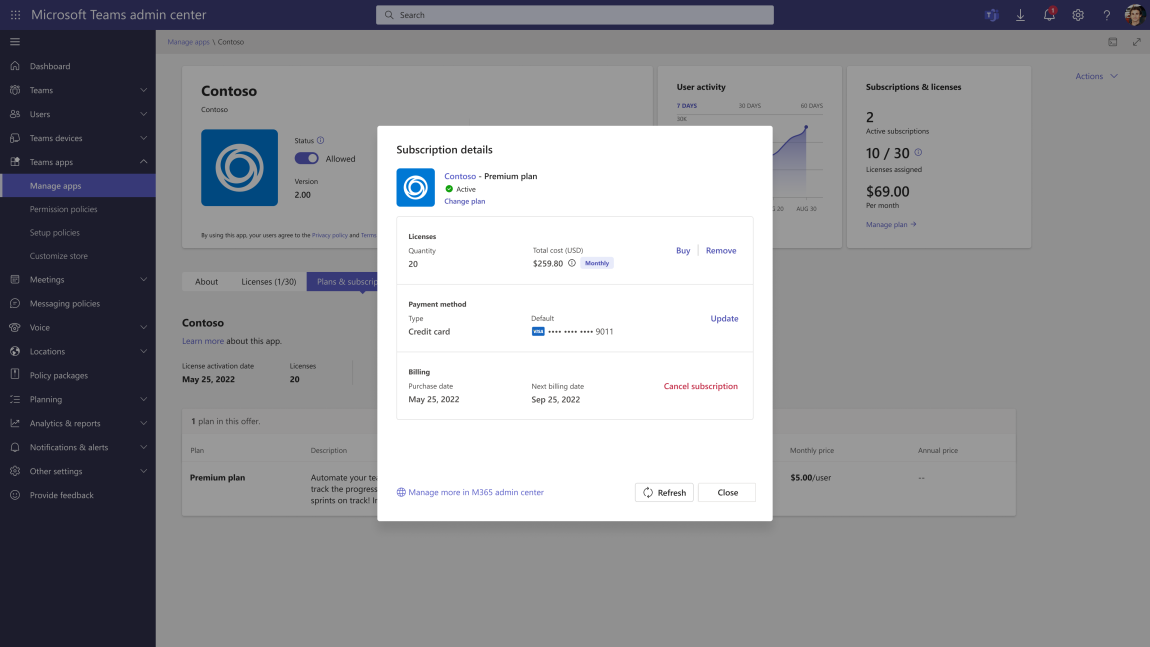 Microsoft Teams admin center
Search
1
Manage apps \ Contoso
Dashboard
Teams
Users
Teams devices
Teams apps
Manage apps
Permission policies
Setup policies
Customize store
Meetings
Messaging policies
Voice
Locations
Policy packages
Planning
Analytics & reports
Notifications & alerts
Other settings
Provide feedback
Actions
Contoso
Contoso
Status
Allowed
Version
2.00
By using this app, your users agree to the Privacy policy and Terms
User activity
7 DAYS 30 DAYS 60 DAYS
30K
20 AUG 30
Subscriptions & licenses
2
Active subscriptions
10 / 30
Licenses assigned
$69.00
Per month
Manage plan
About Licenses (1/30) Plans & subscrip
Contoso
Learn more about this app.
License activation date Licenses
May 25, 2022 20
1 plan in this offer.
Plan Description Monthly price Annual price
Premium plan Automate your tea $5.00/user --
track the progress
sprints on track! In
Subscription details
Contoso - Premium plan
Active
Change plan
Licenses
Quantity Total cost (USD) Buy Remove
20 $259.80 Monthly
Payment method
Type Default Update
Credit card VISA •••• •••• •••• 9011
Billing
Purchase date Next billing date Cancel subscription
May 25, 2022 Sep 25, 2022
Manage more in M365 admin center Refresh Close